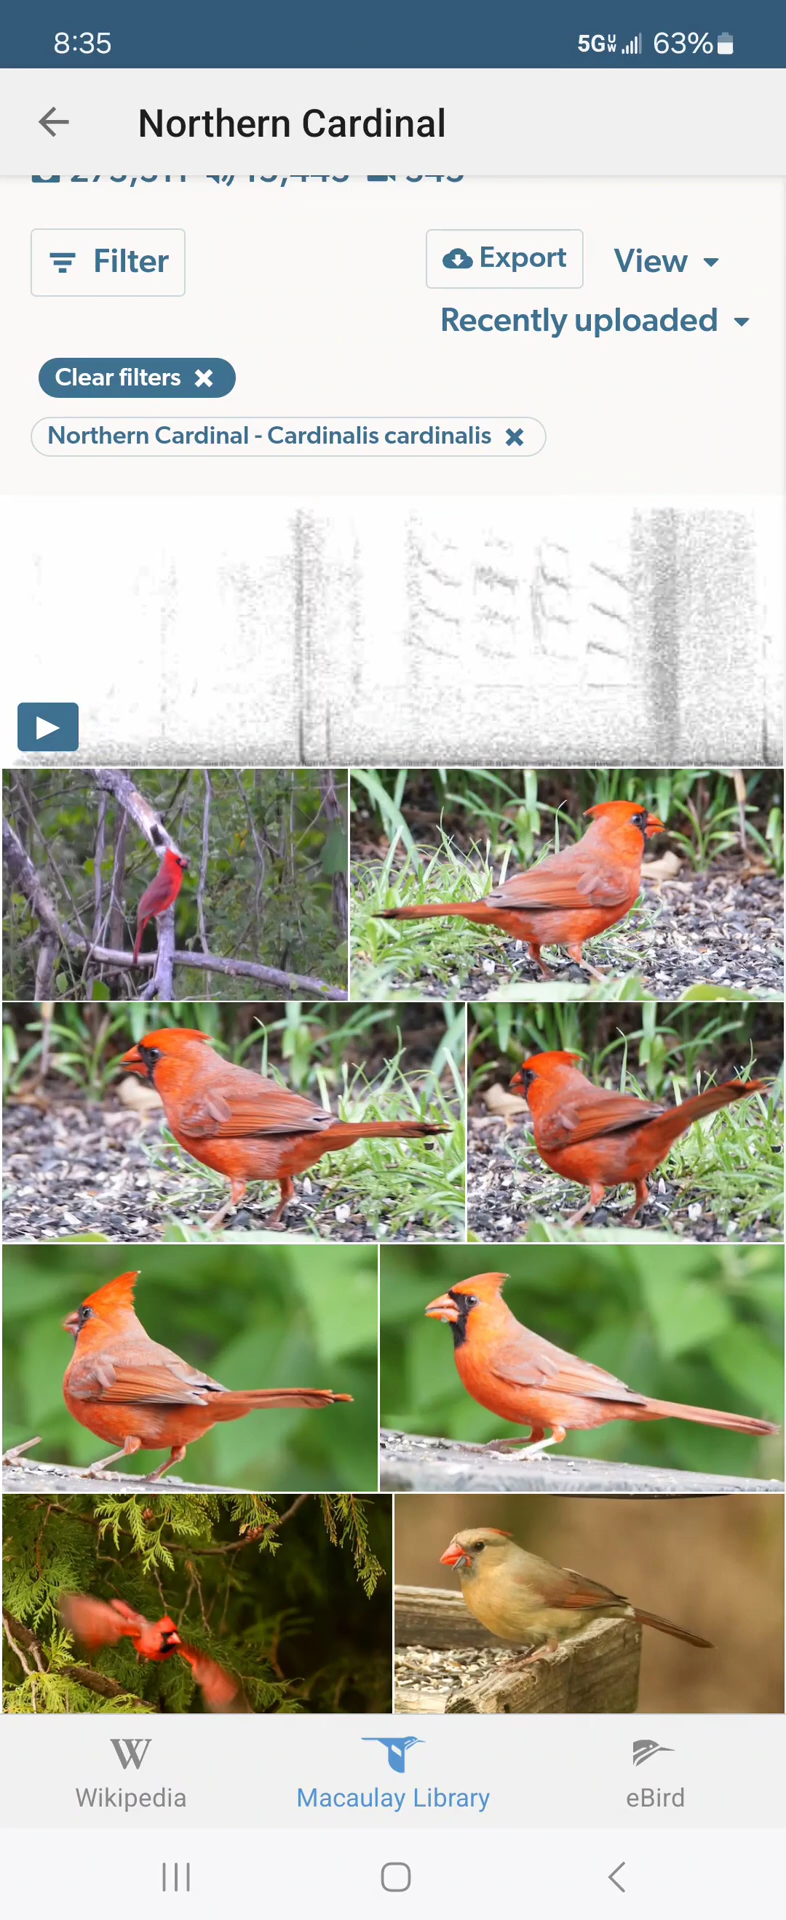 8:35
5G UW 63%
Northern Cardinal
Filter
Export
View
Recently uploaded
Clear filters
Northern Cardinal - Cardinalis cardinalis
Wikipedia
Macaulay Library
eBird